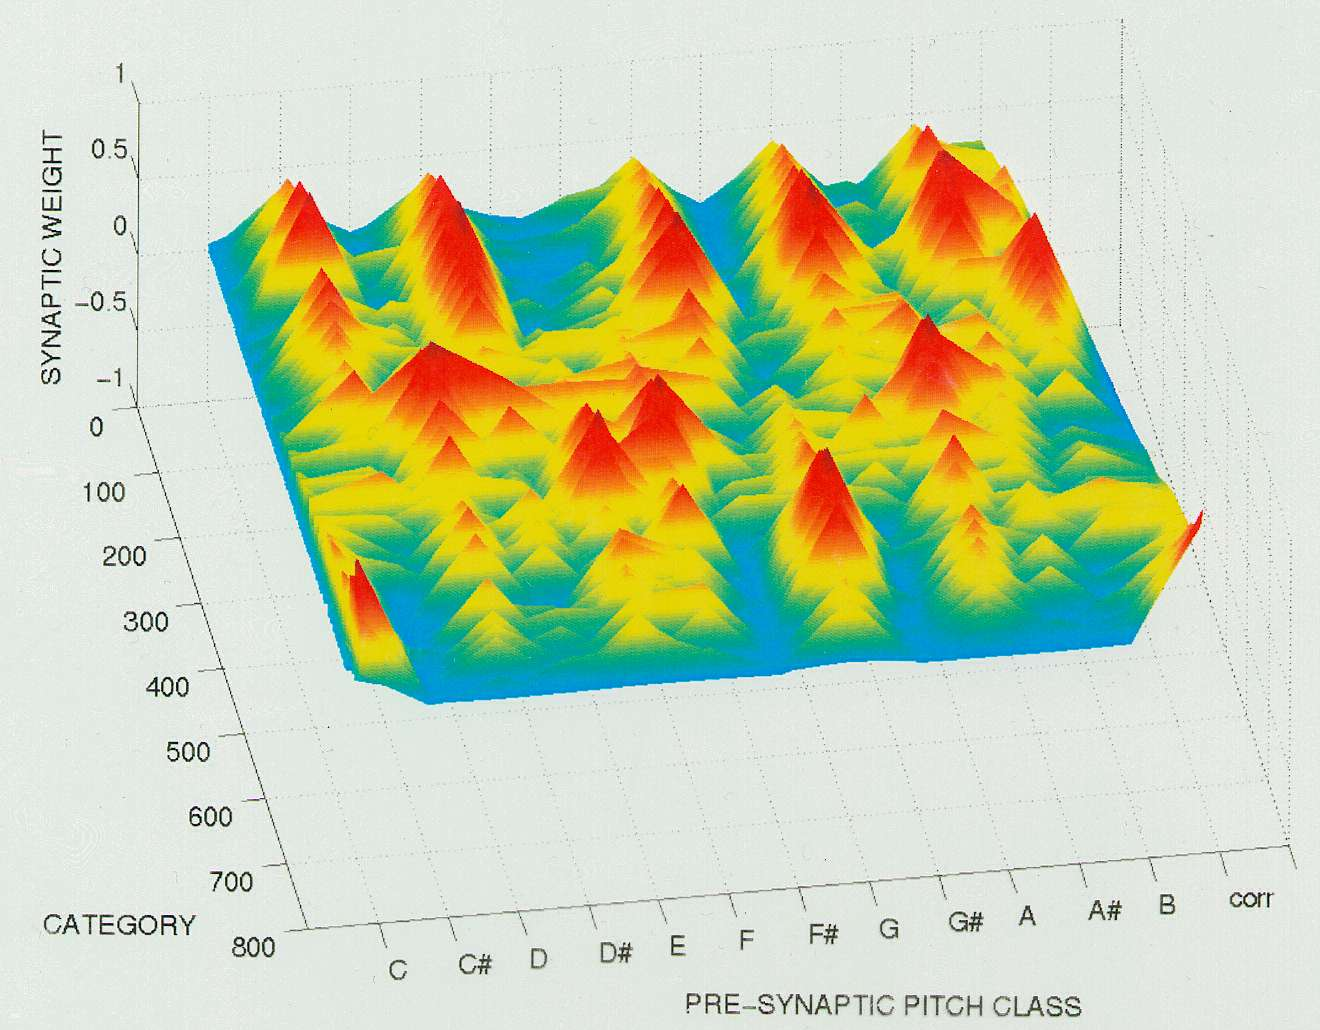 1
0.5
0
−0.5
−1
SYNAPTIC WEIGHT
0
100
200
300
400
500
600
700
800
CATEGORY
C
C#
D
D#
E
F
F#
G
G#
A
A#
B
corr
PRE−SYNAPTIC PITCH CLASS